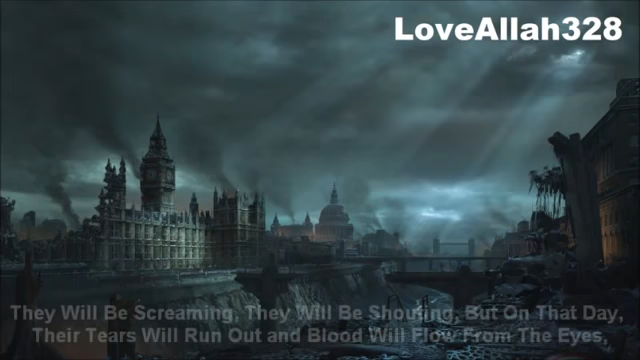 LoveAllah328
They Will Be Screaming, They Will Be Shouting, But On That Day,
Their Tears Will Run Out and Blood Will Flow From The Eyes,